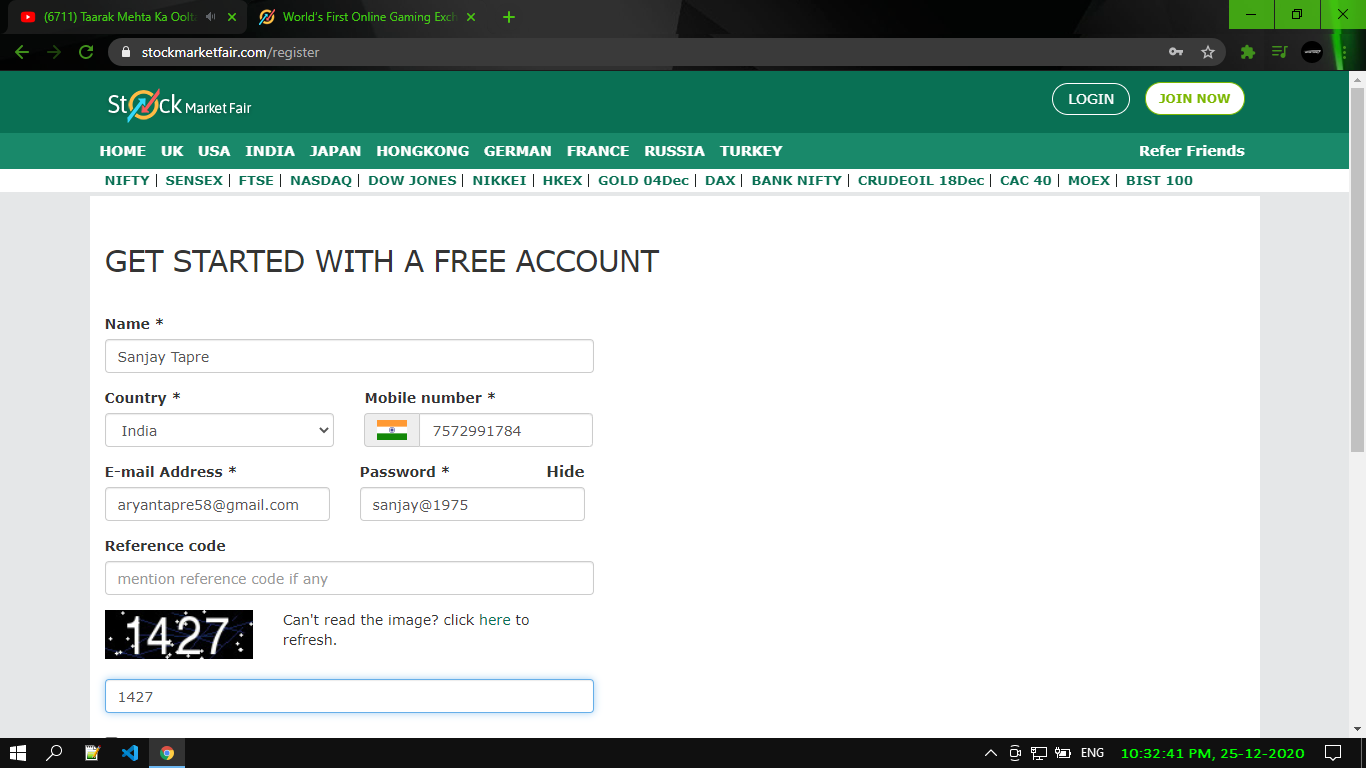 (6711) Taarak Mehta Ka Oolta
World's First Online Gaming Exch
stockmarketfair.com/register
Stock Market Fair
LOGIN
JOIN NOW
HOME UK USA INDIA JAPAN HONGKONG GERMAN FRANCE RUSSIA TURKEY Refer Friends
NIFTY | SENSEX | FTSE | NASDAQ | DOW JONES | NIKKEI | HKEX | GOLD 04Dec | DAX | BANK NIFTY | CRUDEOIL 18Dec | CAC 40 | MOEX | BIST 100
GET STARTED WITH A FREE ACCOUNT
Name *
Sanjay Tapre
Country * Mobile number *
India 7572991784
E-mail Address * Password * Hide
aryantapre58@gmail.com sanjay@1975
Reference code
mention reference code if any
1427
Can't read the image? click here to
refresh.
1427
ENG 10:32:41 PM, 25-12-2020